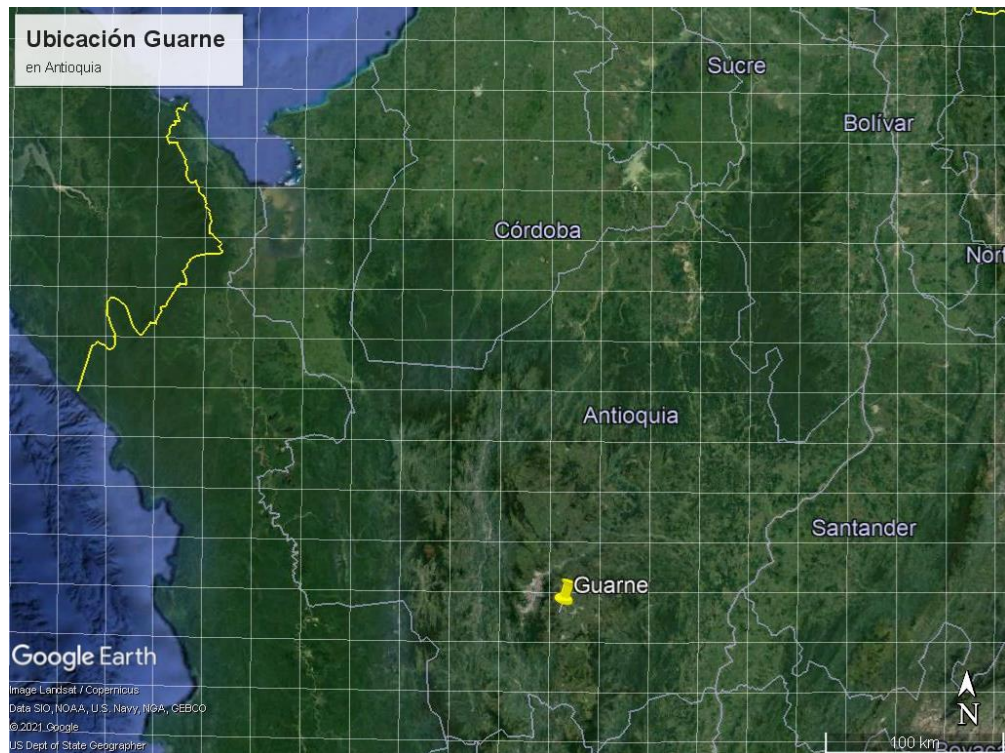 Ubicación Guarne
en Antioquia
Sucre
Bolívar
Córdoba
Nort
Antioquia
Santander
Guarne
Google Earth
Image Landsat / Copernicus
Data SIO, NOAA, U.S. Navy, NGA, GEBCO
© 2021 Google
US Dept of State Geographer
N
100 km